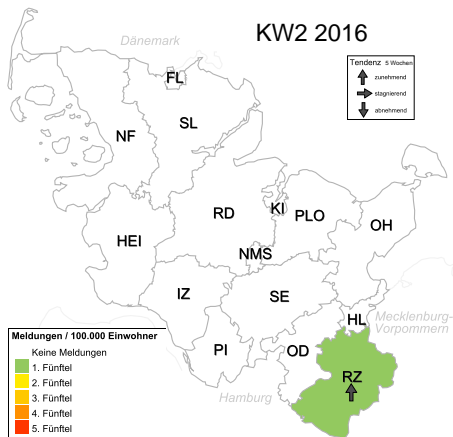 KW2 2016
Dänemark
Tendenz 5 Wochen
zunehmend
stagnierend
abnehmend
FL
SL
NF
RD
KI
PLO
OH
HEI
NMS
IZ
SE
HL
Mecklenburg-
Vorpommern
PI
OD
RZ
Hamburg
Meldungen / 100.000 Einwohner
Keine Meldungen
1. Fünftel
2. Fünftel
3. Fünftel
4. Fünftel
5. Fünftel